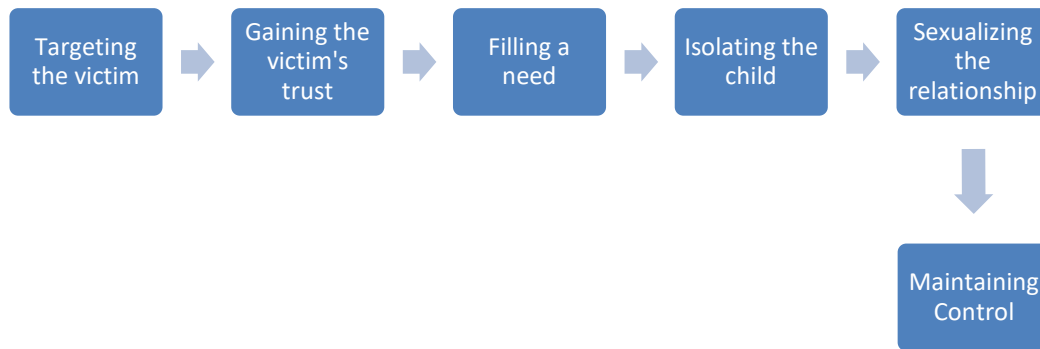 Targeting
the victim
Gaining the
victim's
trust
Filling a
need
Isolating the
child
Sexualizing
the
relationship
Maintaining
Control